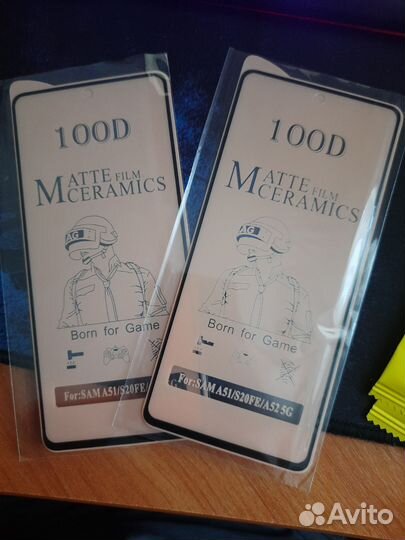 100D
MATTE FILM
CERAMICS
AG
Born for Game
For:SAM A51/S20FE/
100D
MATTE FILM
CERAMICS
AG
Born for Game
For:SAM A51/S20FE/A52 5G
Avito